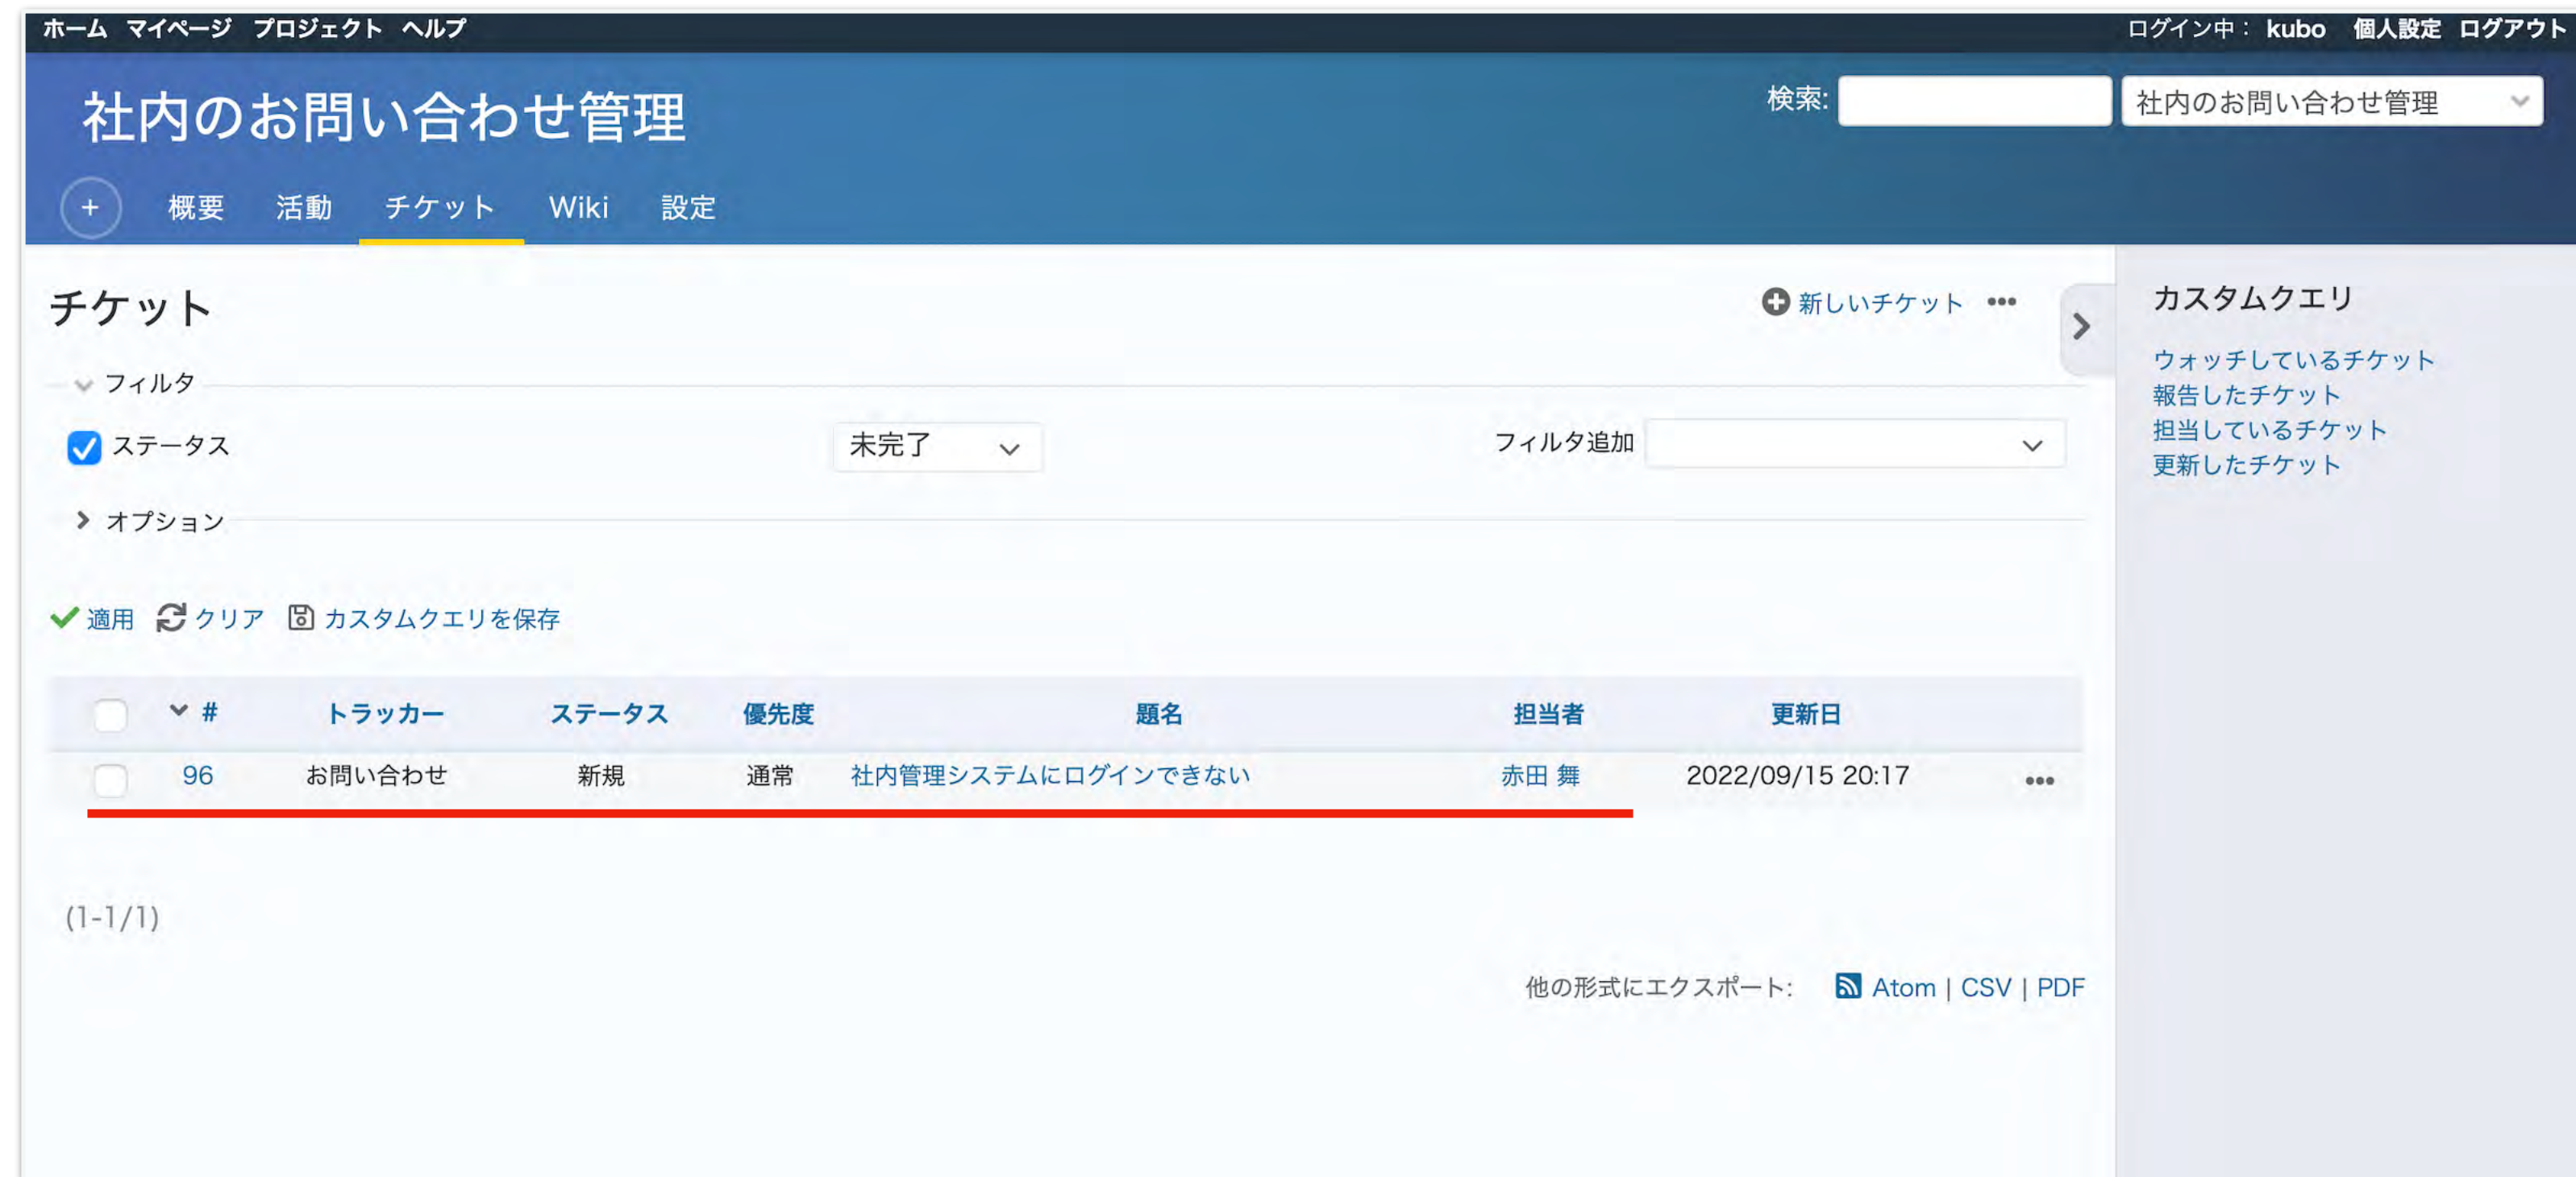 ホーム マイページ プロジェクト ヘルプ ログイン中： kubo 個人設定 ログアウト
社内のお問い合わせ管理
検索: 社内のお問い合わせ管理
+ 概要 活動 チケット Wiki 設定
チケット
新しいチケット •••
フィルタ
ステータス 未完了 フィルタ追加
オプション
適用 クリア カスタムクエリを保存
# トラッカー ステータス 優先度 題名 担当者 更新日
96 お問い合わせ 新規 通常 社内管理システムにログインできない 赤田 舞 2022/09/15 20:17 •••
(1-1/1)
他の形式にエクスポート: Atom | CSV | PDF
カスタムクエリ
ウォッチしているチケット
報告したチケット
担当しているチケット
更新したチケット